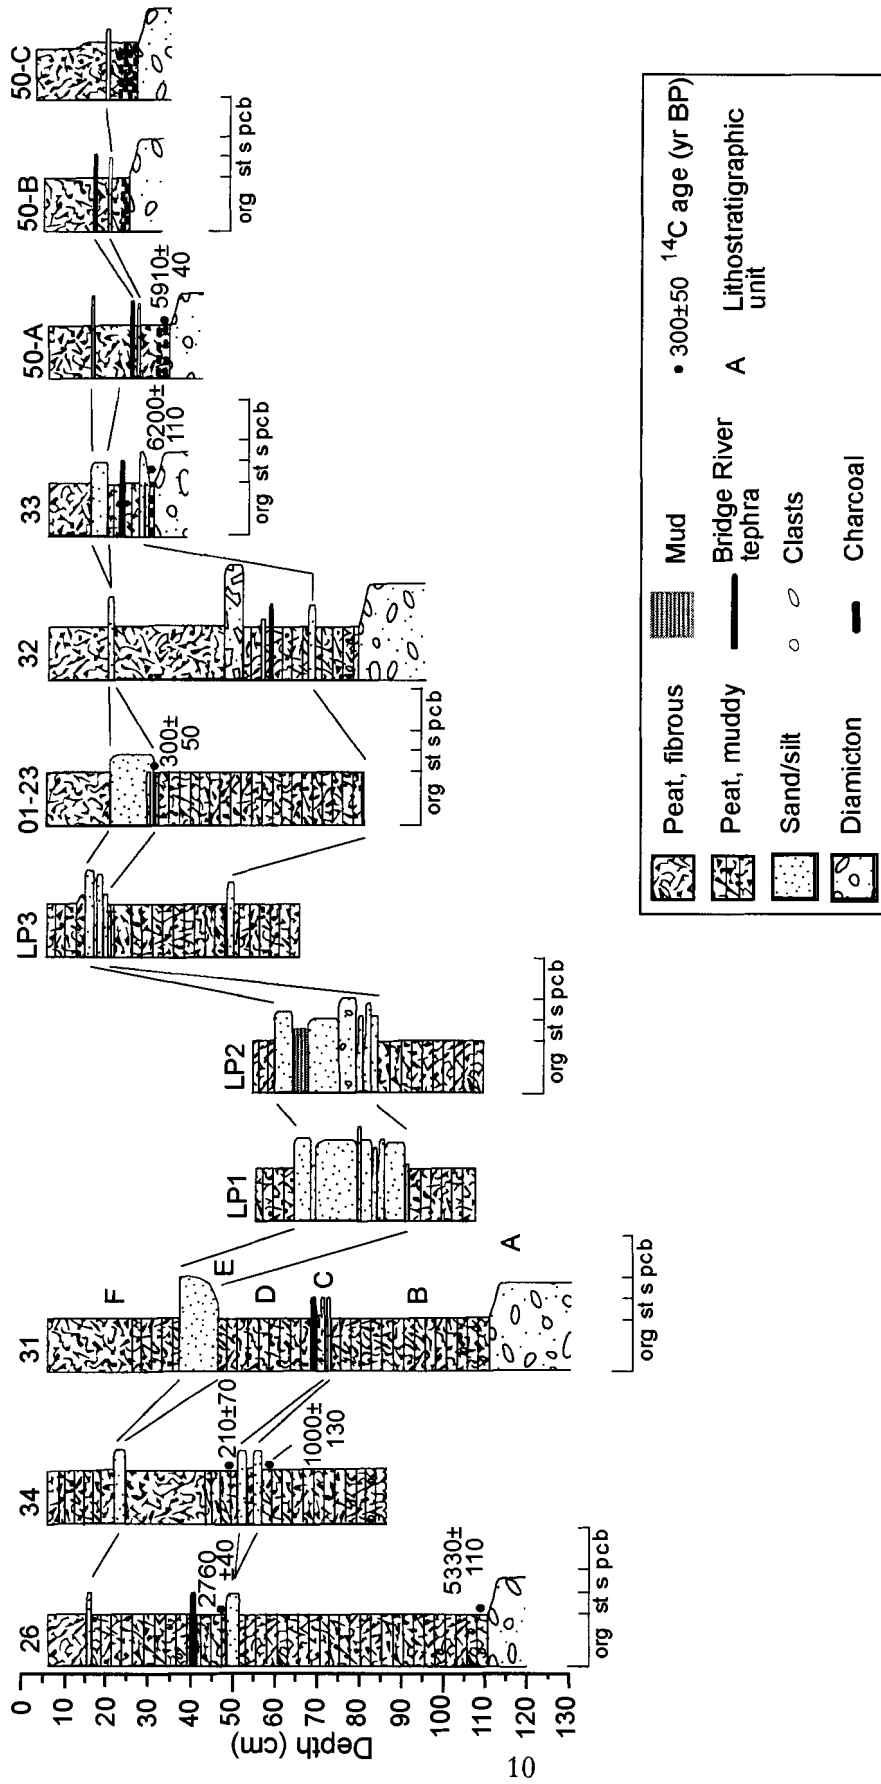 26
34
31
LP1
LP2
LP3
01-23
32
33
50-A
50-B
50-C
0
10
20
30
40
50
60
70
80
90
100
110
120
130
Depth (cm)
2760
±40
5330±
110
210±70
1000±
130
F
E
D
C
B
A
300±
50
6200±
110
5910±
40
org st s pcb
org st s pcb
org st s pcb
org st s pcb
org st s pcb
org st s pcb
Peat, fibrous
Peat, muddy
Sand/silt
Diamicton
Mud
Bridge River
tephra
Clasts
Charcoal
• 300±50 ¹⁴C age (yr BP)
A Lithostratigraphic
unit
10